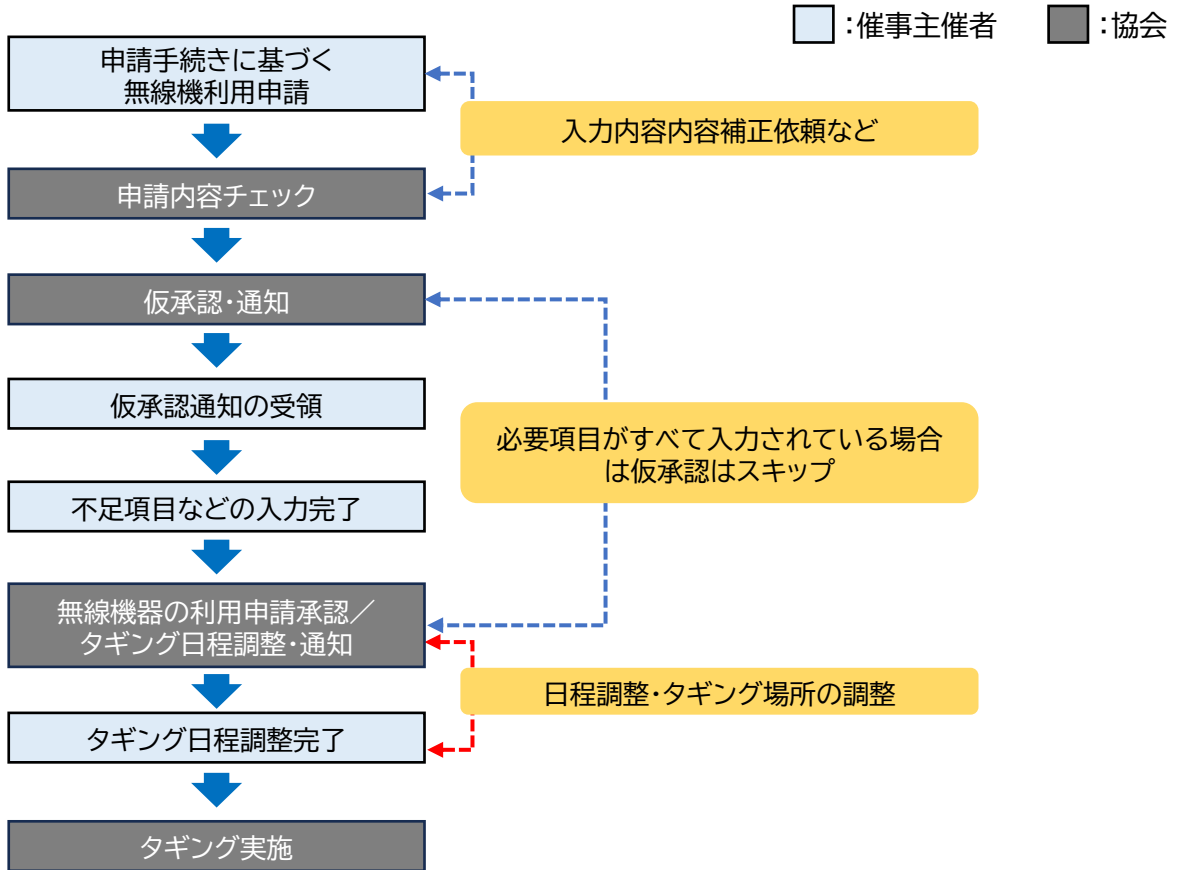 ：催事主催者
：協会
申請手続きに基づく
無線機利用申請
入力内容内容補正依頼など
申請内容チェック
仮承認・通知
仮承認通知の受領
必要項目がすべて入力されている場合
は仮承認はスキップ
不足項目などの入力完了
無線機器の利用申請承認／
タギング日程調整・通知
日程調整・タギング場所の調整
タギング日程調整完了
タギング実施